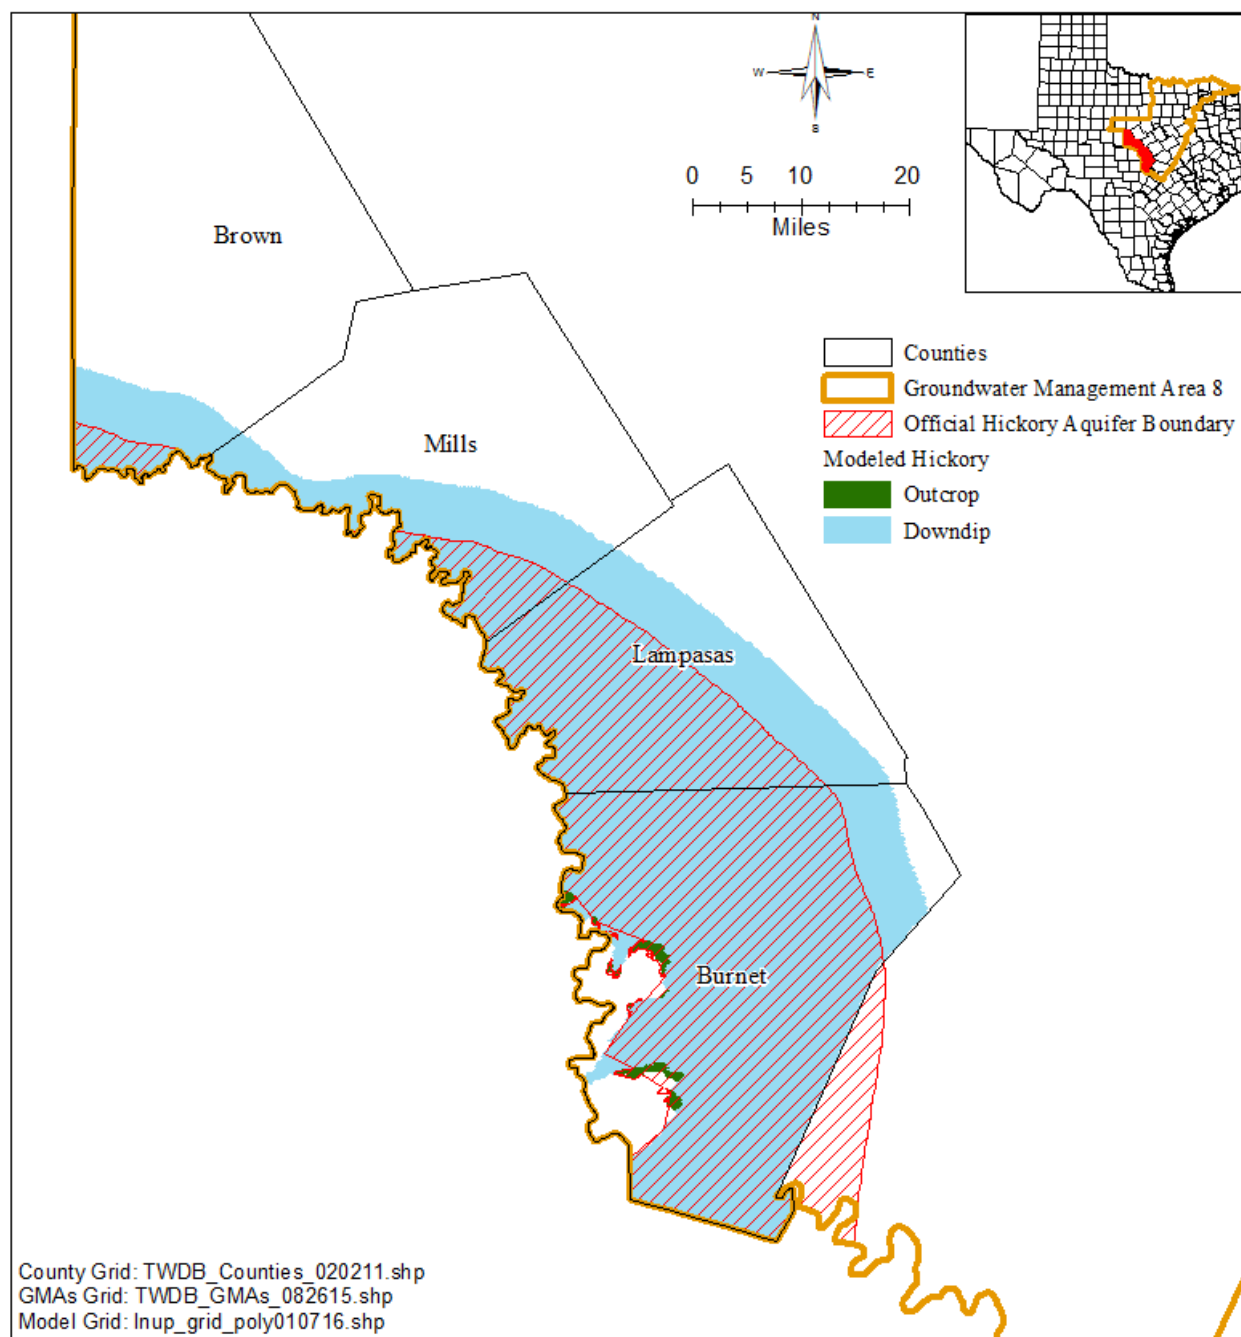 N
W E
S
0 5 10 20
Miles
Brown
Counties
Groundwater Management Area 8
Official Hickory Aquifer Boundary
Mills
Modeled Hickory
Outcrop
Downdip
Lampasas
Burnet
County Grid: TWDB_Counties_020211.shp
GMAs Grid: TWDB_GMAs_082615.shp
Model Grid: lnup_grid_poly010716.shp